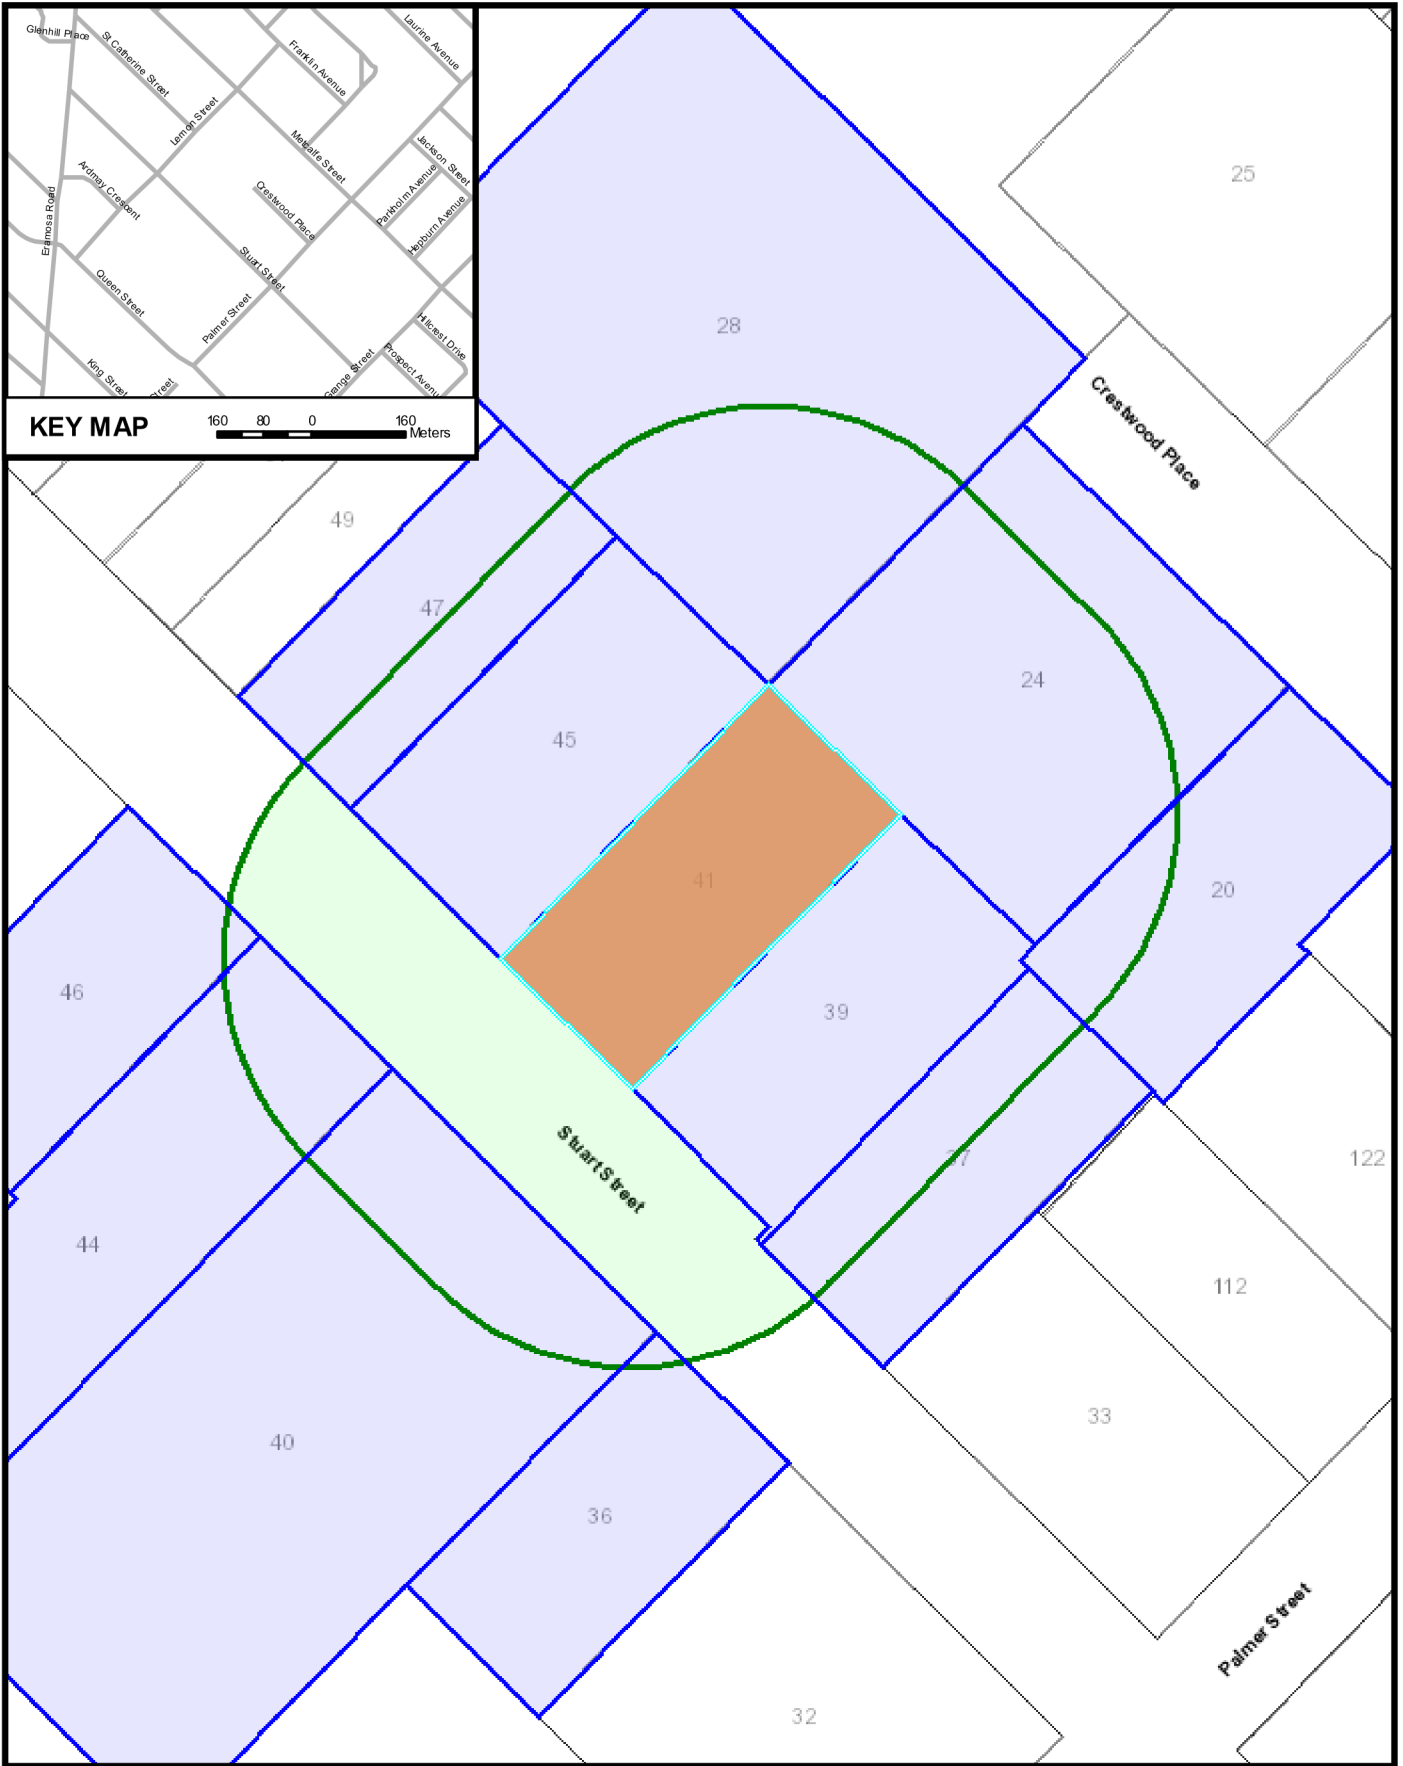 Glenhill Place
St Catherine Street
Lemon Street
Franklin Avenue
Laurine Avenue
Metcalfe Street
Jackson Street
Parkholm Avenue
Hepburn Avenue
Ardmay Crescent
Crestwood Place
Eramosa Road
Stuart Street
Queen Street
Palmer Street
Hillcrest Drive
Prospect Avenu
Grange Street
King Street
Street
KEY MAP
160 80 0 160
Meters
25
28
Crestwood Place
49
47
24
45
41
20
46
39
Stuart Street
37
122
44
112
33
40
36
Palmer Street
32